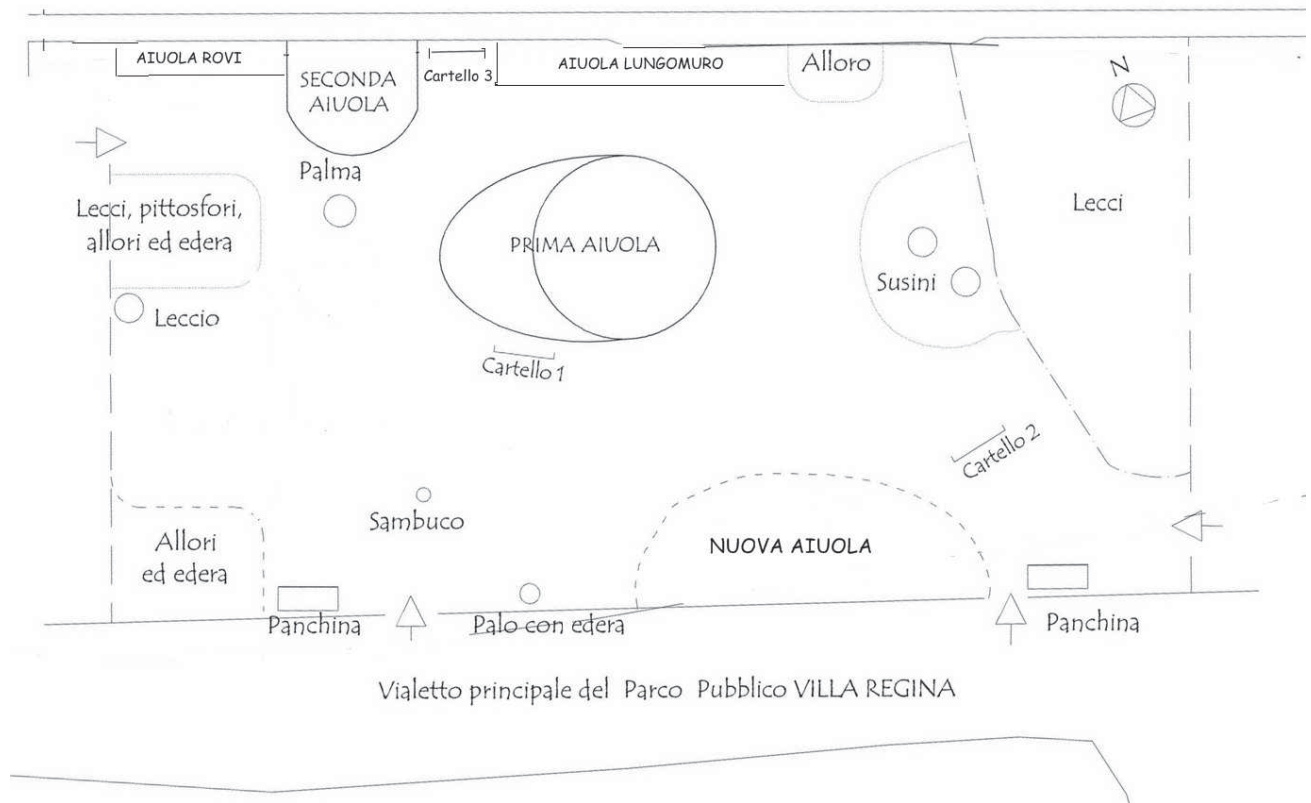 AIUOLA ROVI
SECONDA
AIUOLA
Cartello 3
AIUOLA LUNGOMURO
Alloro
N
Palma
Lecci, pittosfori,
allori ed edera
Lecci
PRIMA AIUOLA
Susini
Leccio
Cartello 1
Cartello 2
Sambuco
Allori
ed edera
NUOVA AIUOLA
Panchina
Palo con edera
Panchina
Vialetto principale del Parco Pubblico VILLA REGINA